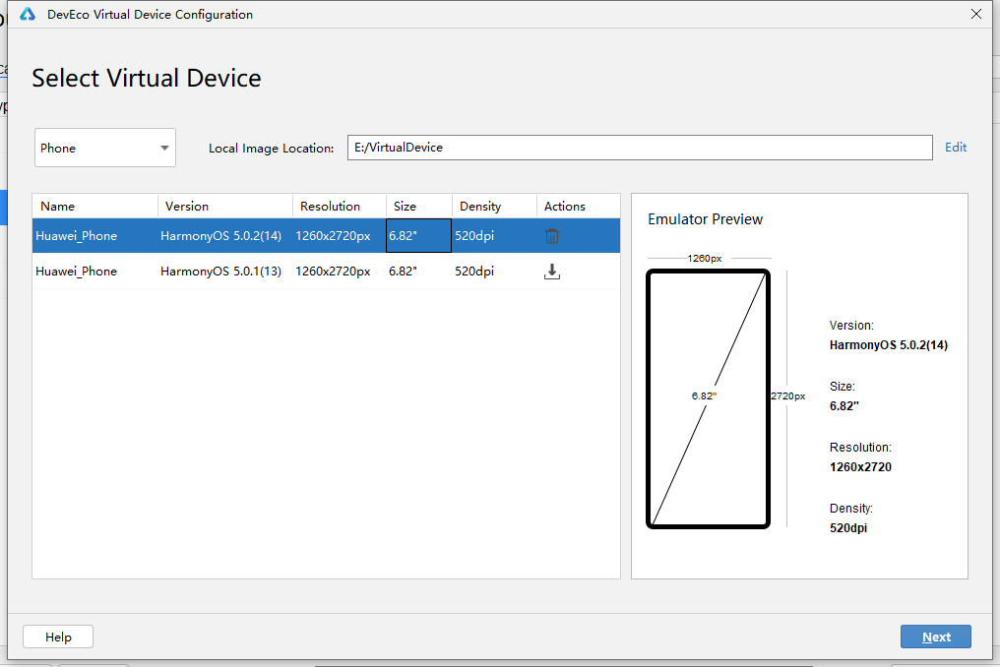 DevEco Virtual Device Configuration
Select Virtual Device
Phone Local Image Location: E:/VirtualDevice Edit
Name Version Resolution Size Density Actions
Huawei_Phone HarmonyOS 5.0.2(14) 1260x2720px 6.82" 520dpi
Huawei_Phone HarmonyOS 5.0.1(13) 1260x2720px 6.82" 520dpi
Emulator Preview
1260px
6.82"
2720px
Version:
HarmonyOS 5.0.2(14)
Size:
6.82"
Resolution:
1260x2720
Density:
520dpi
Help Next